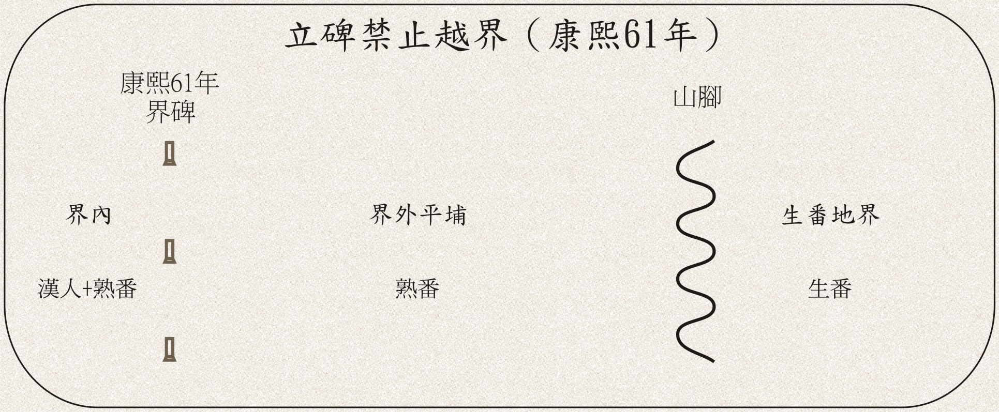 立碑禁止越界（康熙61年）
康熙61年
界碑
山腳
界內
界外平埔
生番地界
漢人+熟番
熟番
生番